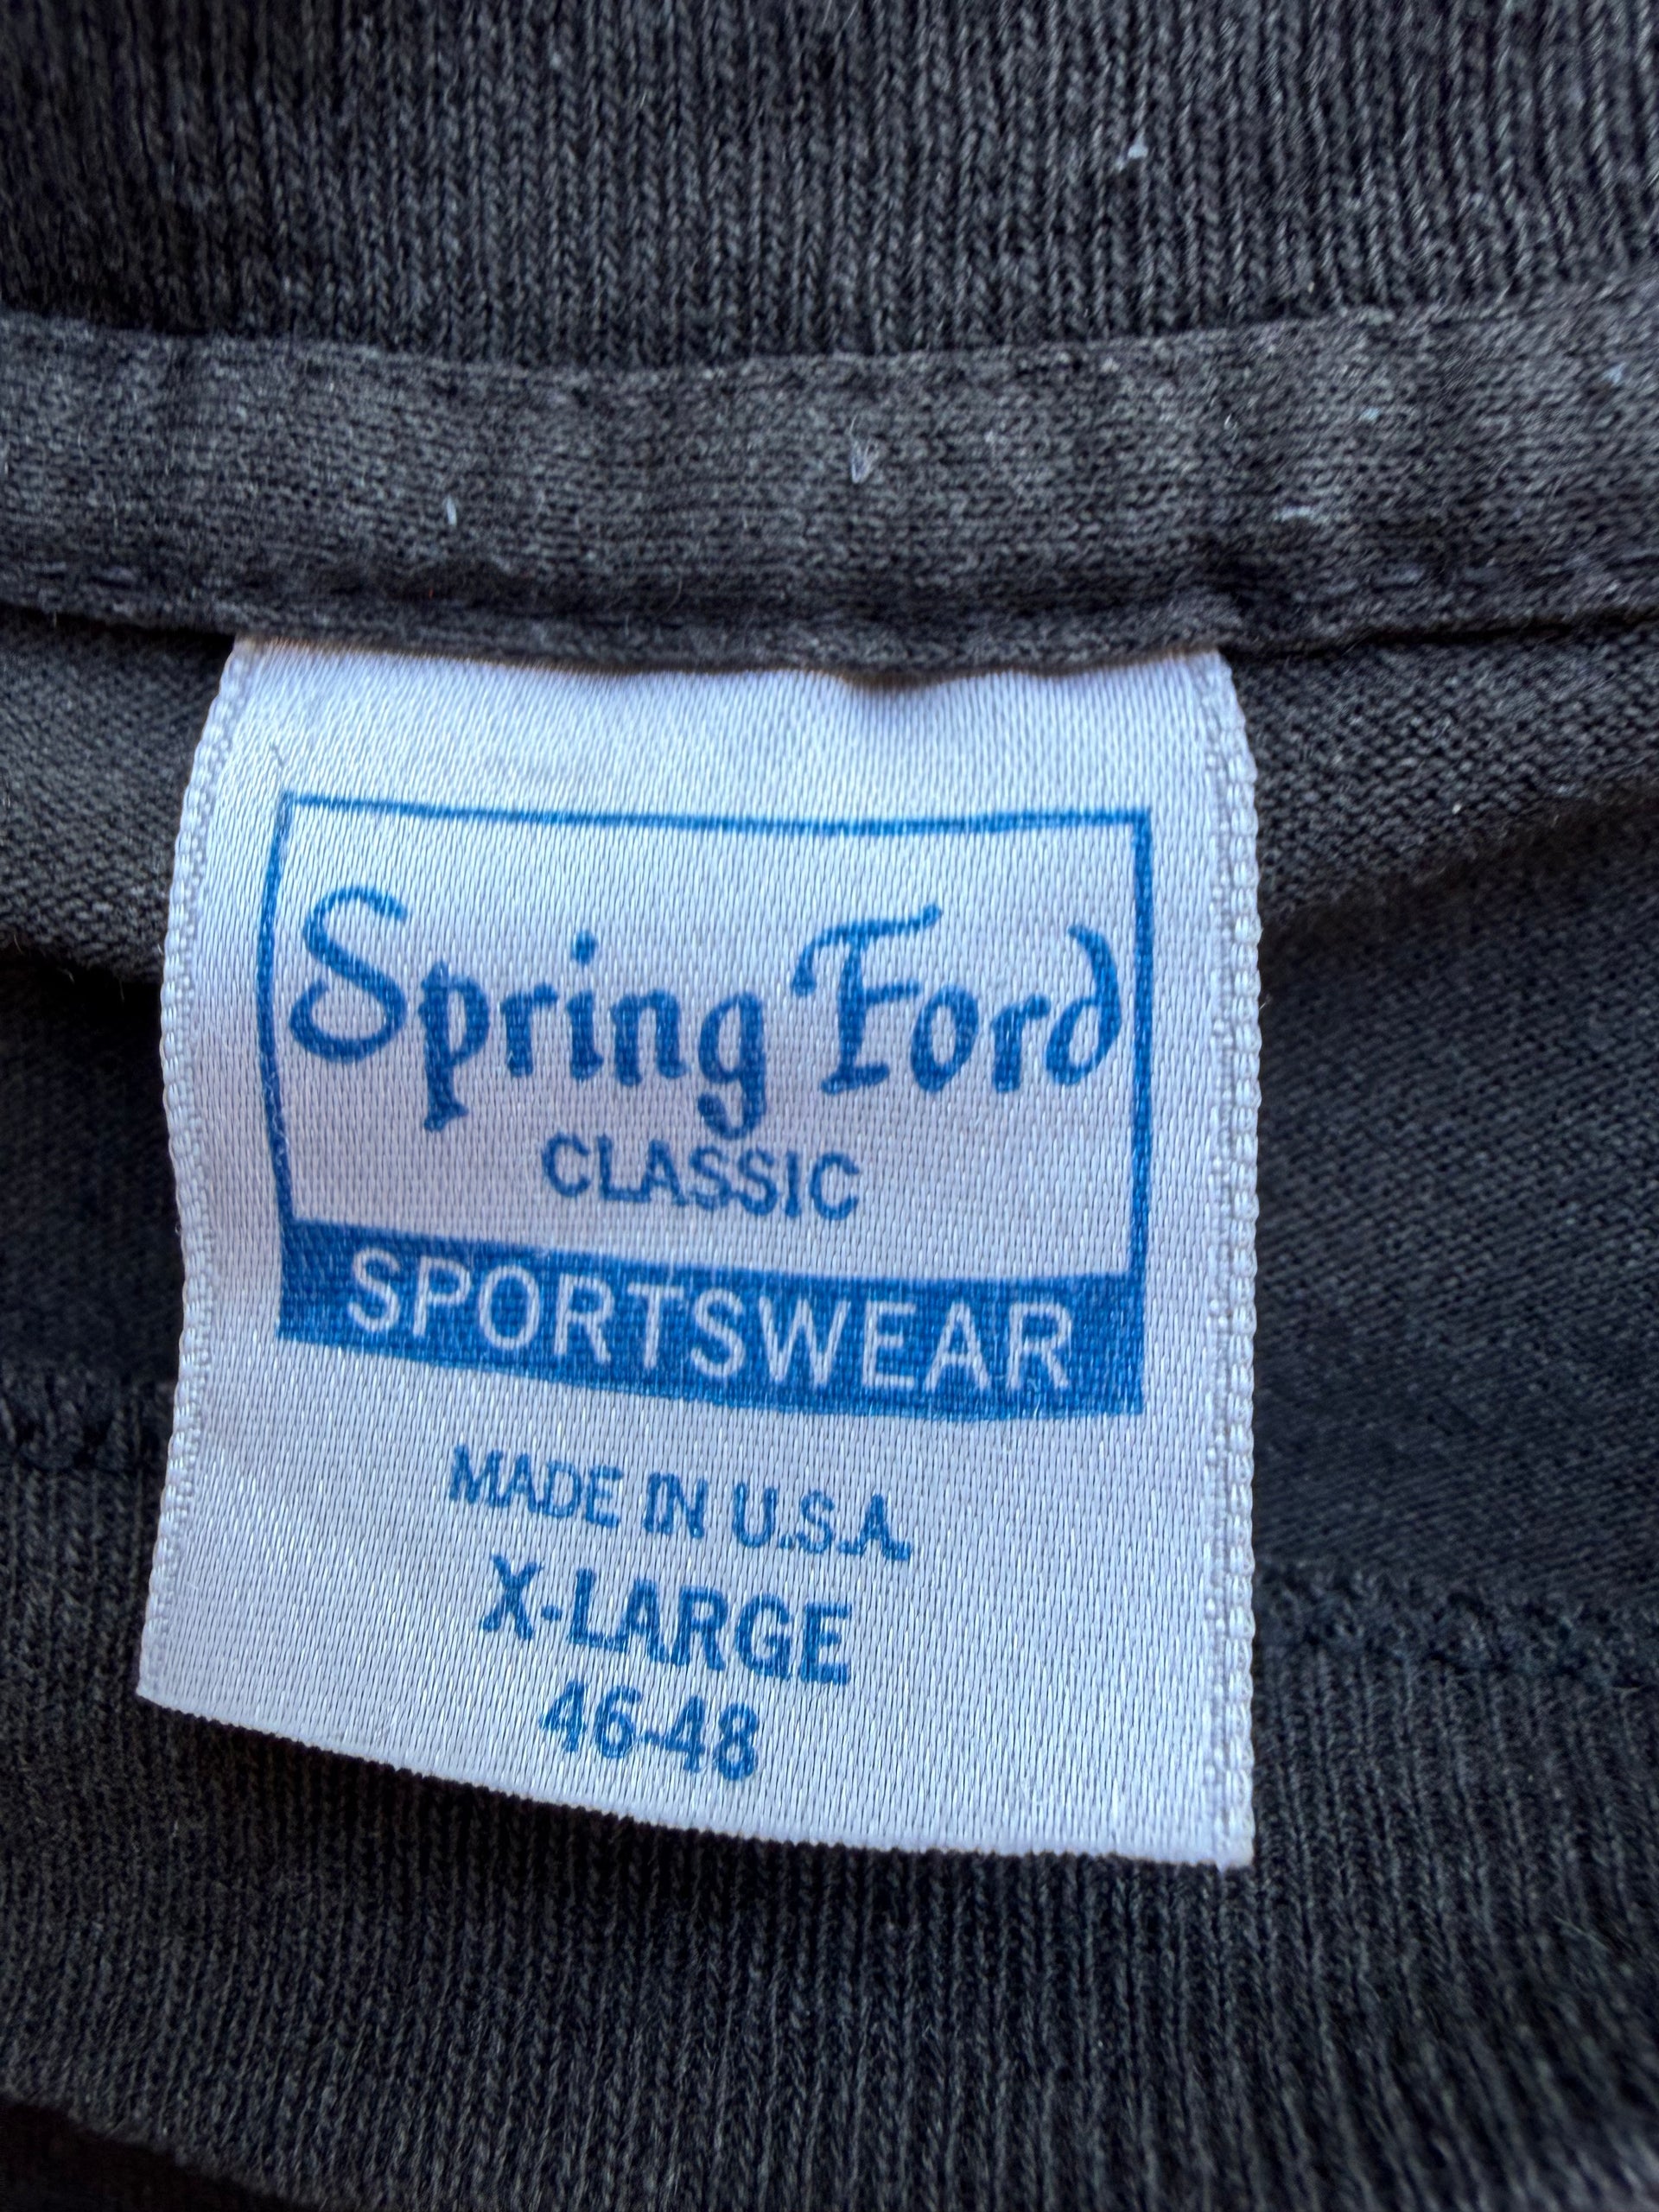 Spring Ford
CLASSIC
SPORTSWEAR
MADE IN U.S.A.
X-LARGE
46-48